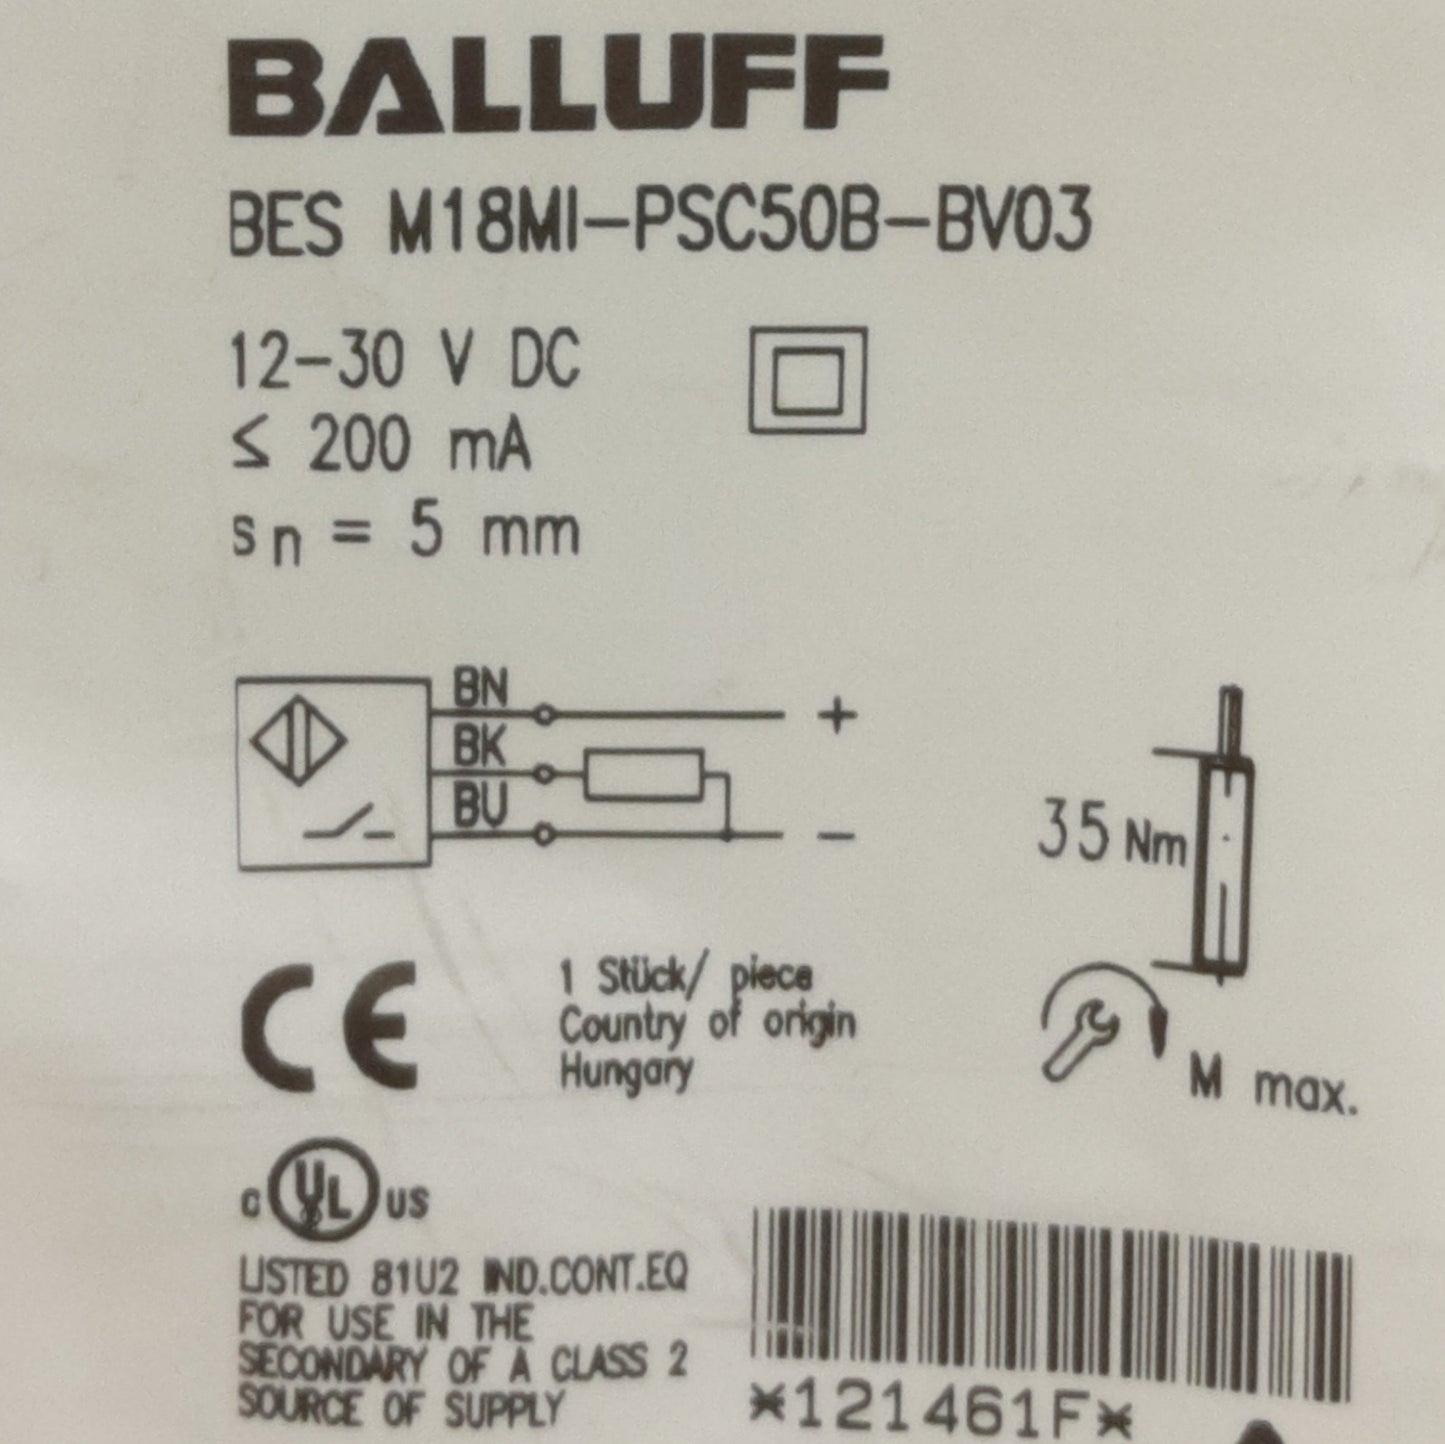 BALLUFF
BES M18MI-PSC50B-BV03
12-30 V DC
≤ 200 mA
sn = 5 mm
BN
+
BK
BU
-
35 Nm
M max.
CE
1 Stück/ piece
Country of origin
Hungary
c UL US
LISTED 81U2 IND.CONT.EQ
FOR USE IN THE
SECONDARY OF A CLASS 2
SOURCE OF SUPPLY
*121461F*